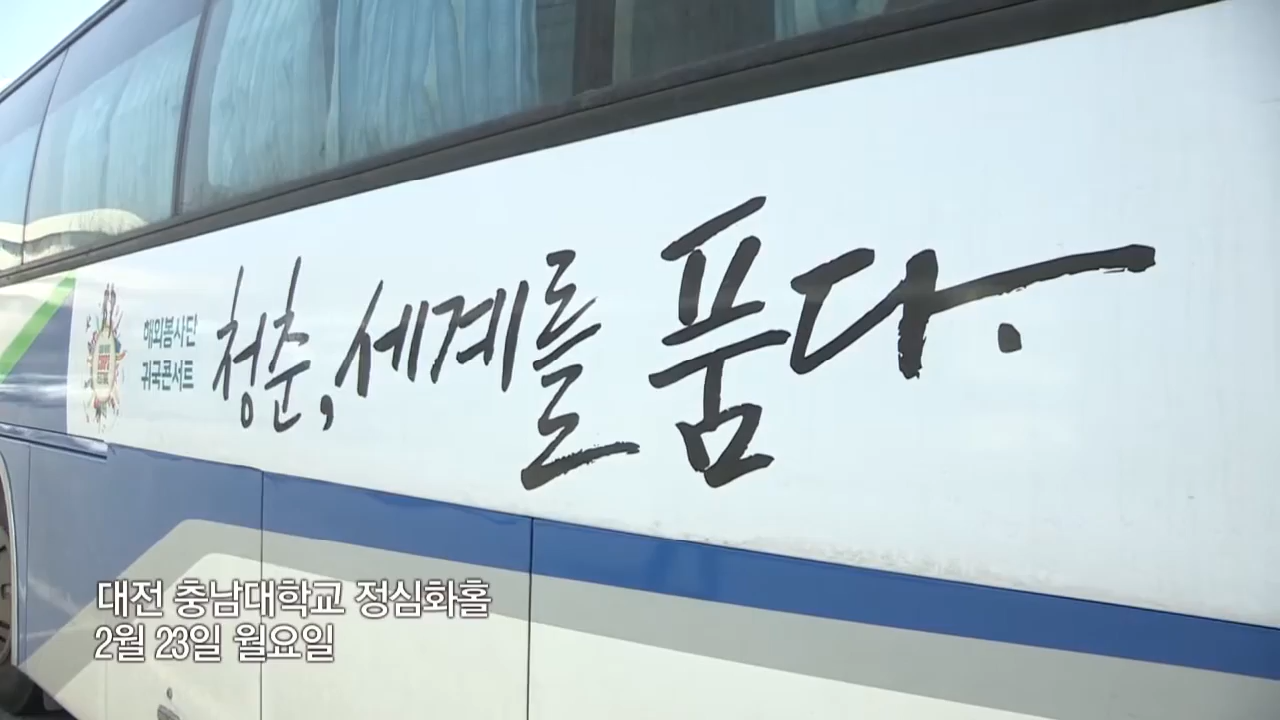 해외봉사단
귀국콘서트
청춘, 세계를 품다.
대전 충남대학교 정심화홀
2월 23일 월요일